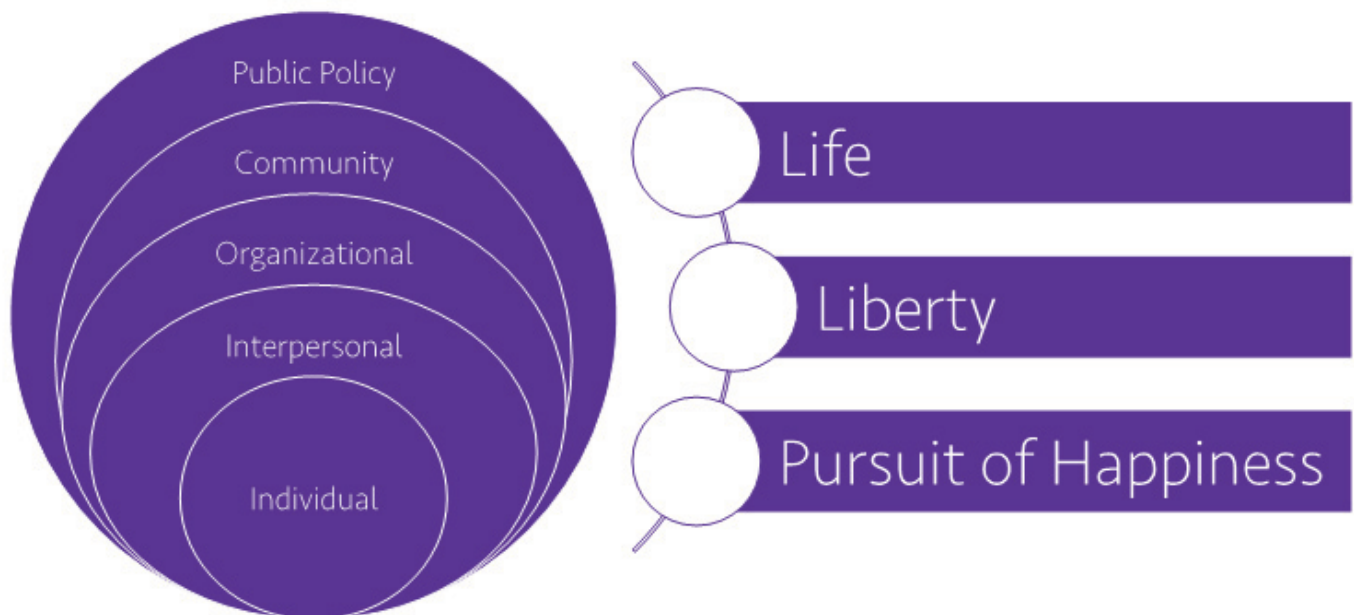 Public Policy
Community
Organizational
Interpersonal
Individual
Life
Liberty
Pursuit of Happiness